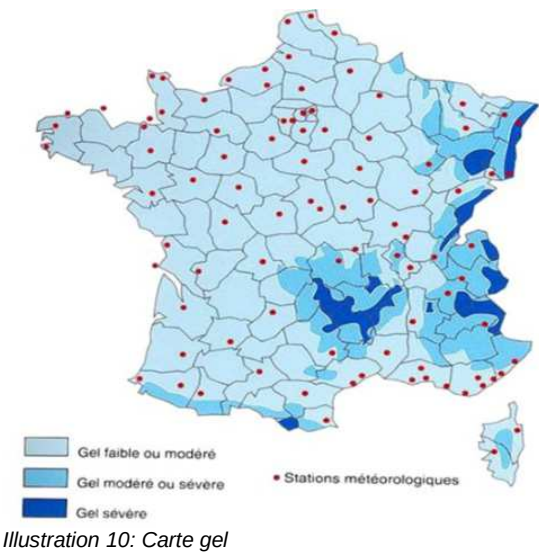 Gel faible ou modéré
Gel modéré ou sévère
Stations météorologiques
Gel sévère
Illustration 10: Carte gel